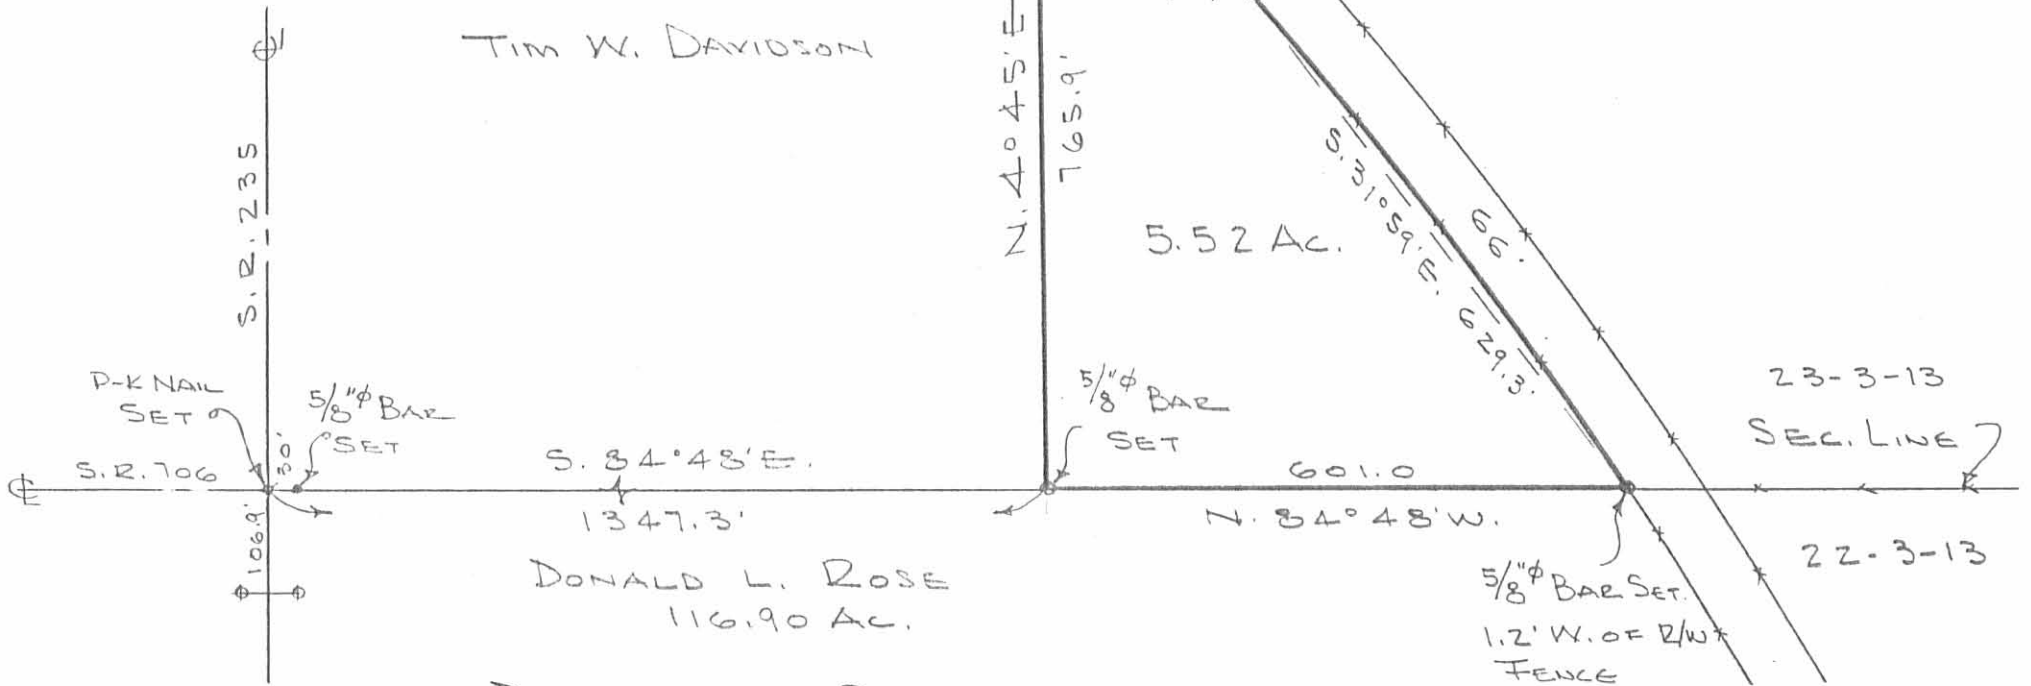 TIM W. DAVIDSON
N. 4° 45' E
765.9'
S. R. 235
S. 31° 59' E. 629.3'
66'
5.52 AC.
P-K NAIL
SET
5/8"⌀ BAR
SET
30'
5/8"⌀ BAR
SET
23-3-13
SEC. LINE
℄ S.R. 706
S. 84° 48' E.
601.0
1347.3'
N. 84° 48' W.
106.9'
22-3-13
DONALD L. ROSE
116.90 AC.
5/8"⌀ BAR SET.
1.2' W. OF R/W
FENCE